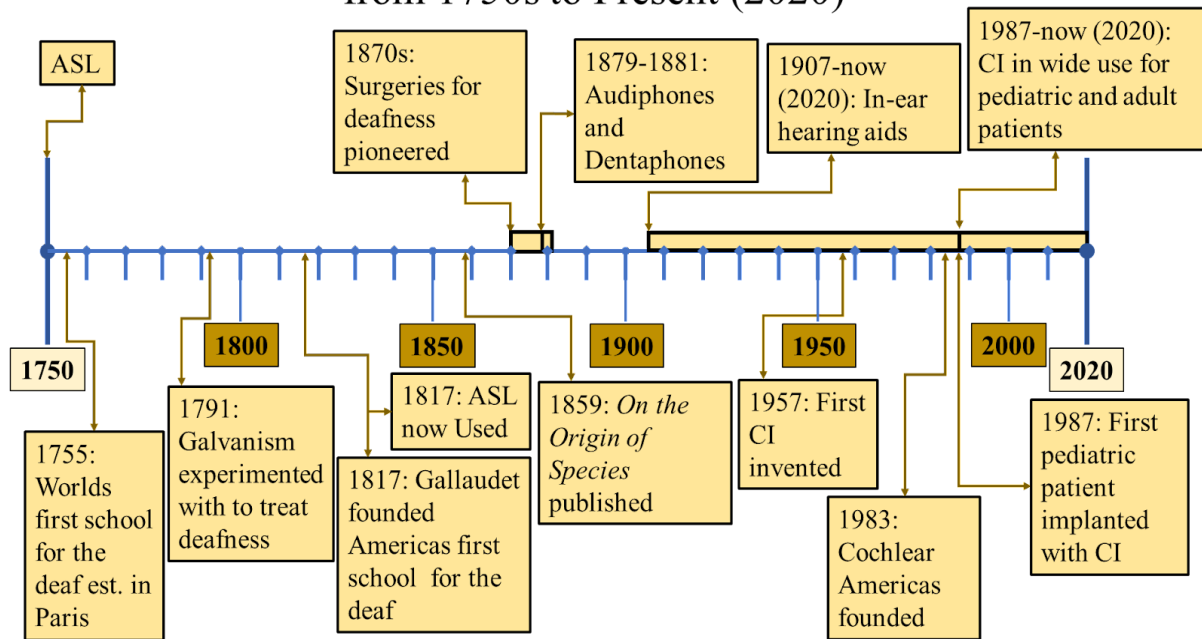 from 1750s to Present (2020)
ASL
1870s:
Surgeries for
deafness
pioneered
1879-1881:
Audiphones
and
Dentaphones
1907-now
(2020): In-ear
hearing aids
1987-now (2020):
CI in wide use for
pediatric and adult
patients
1750
1800
1850
1900
1950
2000
2020
1755:
Worlds
first school
for the
deaf est. in
Paris
1791:
Galvanism
experimented
with to treat
deafness
1817: ASL
now Used
1817: Gallaudet
founded
Americas first
school for the
deaf
1859: On the
Origin of
Species
published
1957: First
CI
invented
1983:
Cochlear
Americas
founded
1987: First
pediatric
patient
implanted
with CI